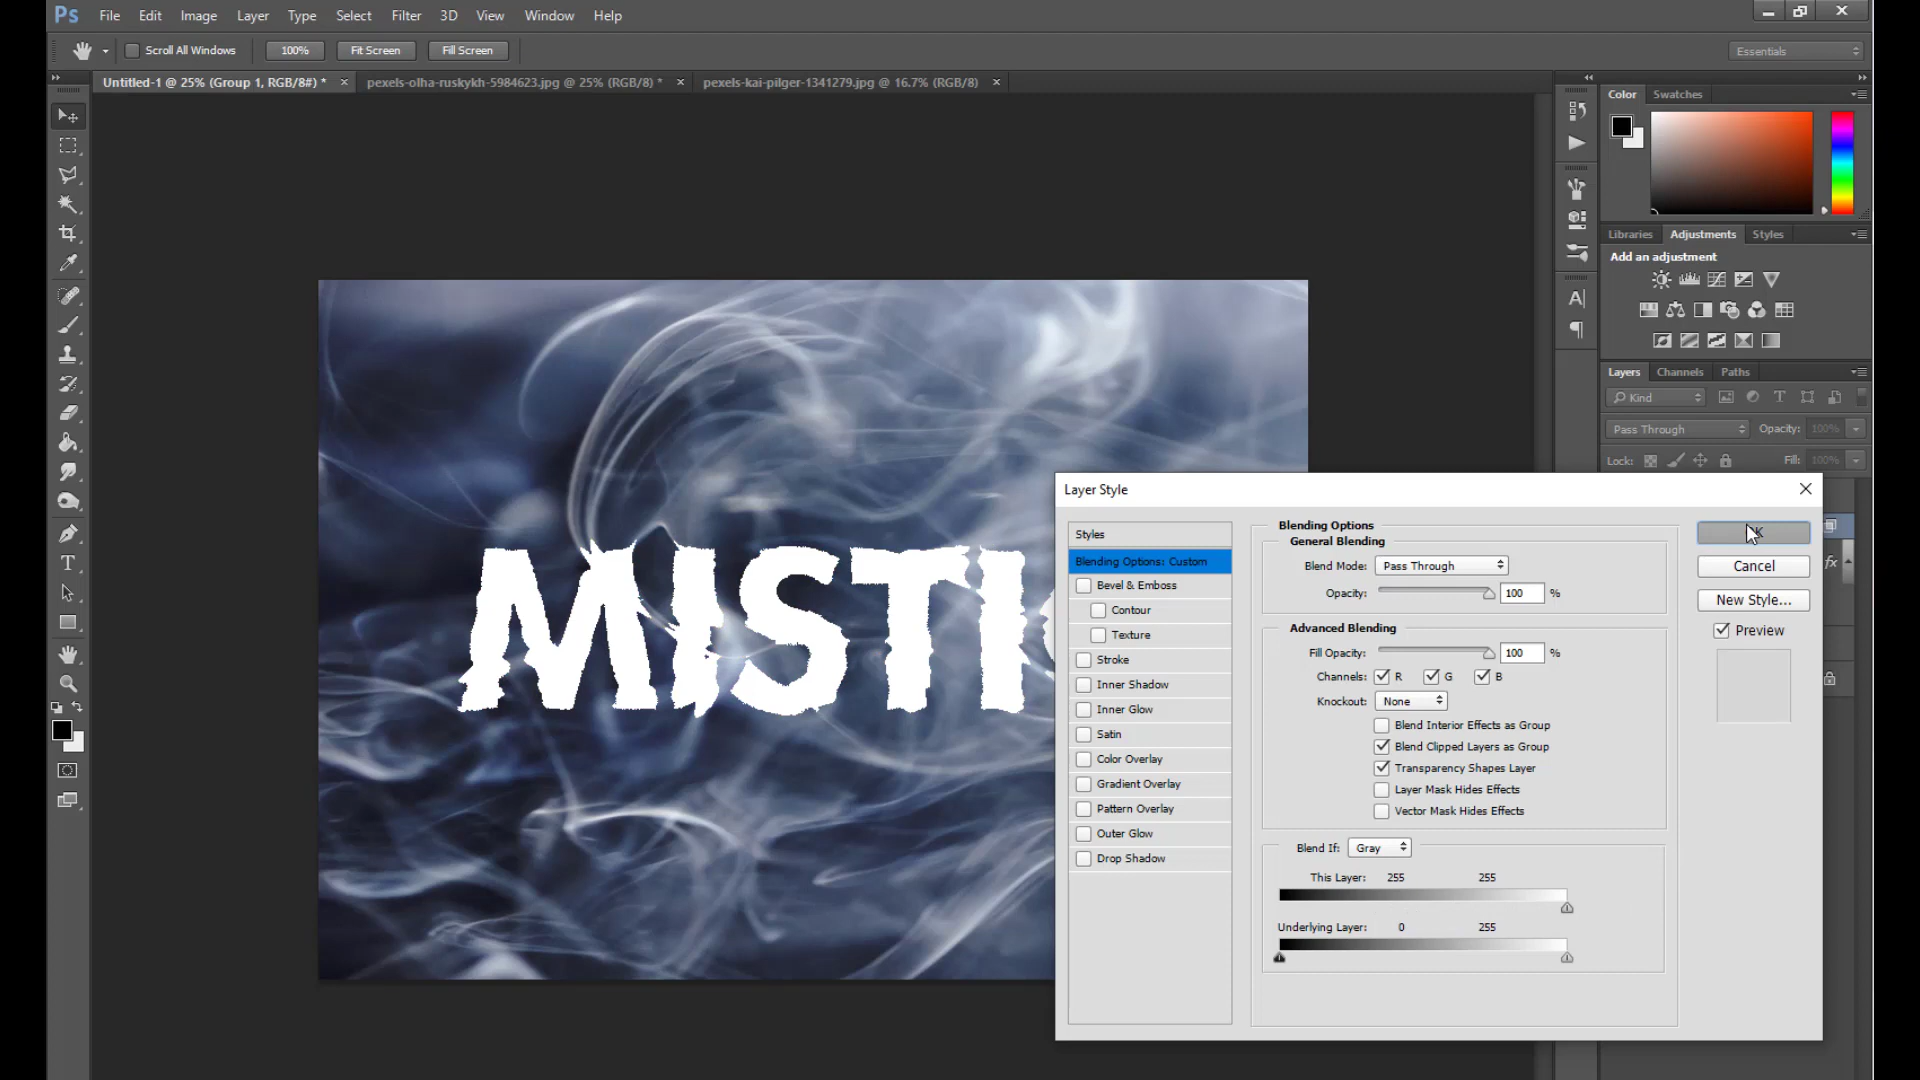 Ps File Edit Image Layer Select Filter 3D View Window Help
Scroll All Windows 100% Fit Screen Fill Screen Essentials
Untitled-1 @ 25% (Group 1, RGB/8#) * × pexels-olha-ruskykh-5984623.jpg @ 25% (RGB/8) * × pexels-kai-pilger-1341279.jpg @ 16.7% (RGB/8) ×
Color Swatches
Libraries Adjustments Styles
Add an adjustment
Layers Channels Paths
Kind
Pass Through Opacity: 100%
Lock: Fill: 100%
MISTI
Layer Style
Styles
Blending Options: Custom
Bevel & Emboss
Contour
Texture
Stroke
Inner Shadow
Inner Glow
Satin
Color Overlay
Gradient Overlay
Pattern Overlay
Outer Glow
Drop Shadow
Blending Options
General Blending
Blend Mode: Pass Through
Opacity: 100 %
Advanced Blending
Fill Opacity: 100 %
Channels: R G B
Knockout: None
Blend Interior Effects as Group
Blend Clipped Layers as Group
Transparency Shapes Layer
Layer Mask Hides Effects
Vector Mask Hides Effects
Blend If: Gray
This Layer: 255 255
Underlying Layer: 0 255
Cancel
New Style...
Preview
fx